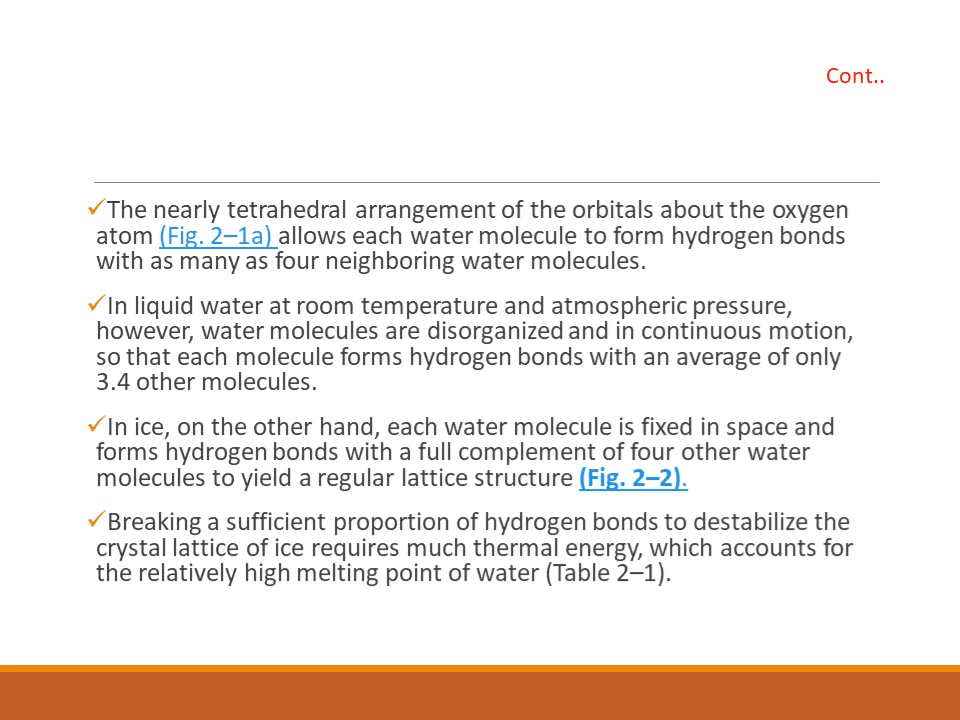 Cont..
✓The nearly tetrahedral arrangement of the orbitals about the oxygen
atom (Fig. 2–1a) allows each water molecule to form hydrogen bonds
with as many as four neighboring water molecules.
✓In liquid water at room temperature and atmospheric pressure,
however, water molecules are disorganized and in continuous motion,
so that each molecule forms hydrogen bonds with an average of only
3.4 other molecules.
✓In ice, on the other hand, each water molecule is fixed in space and
forms hydrogen bonds with a full complement of four other water
molecules to yield a regular lattice structure (Fig. 2–2).
✓Breaking a sufficient proportion of hydrogen bonds to destabilize the
crystal lattice of ice requires much thermal energy, which accounts for
the relatively high melting point of water (Table 2–1).